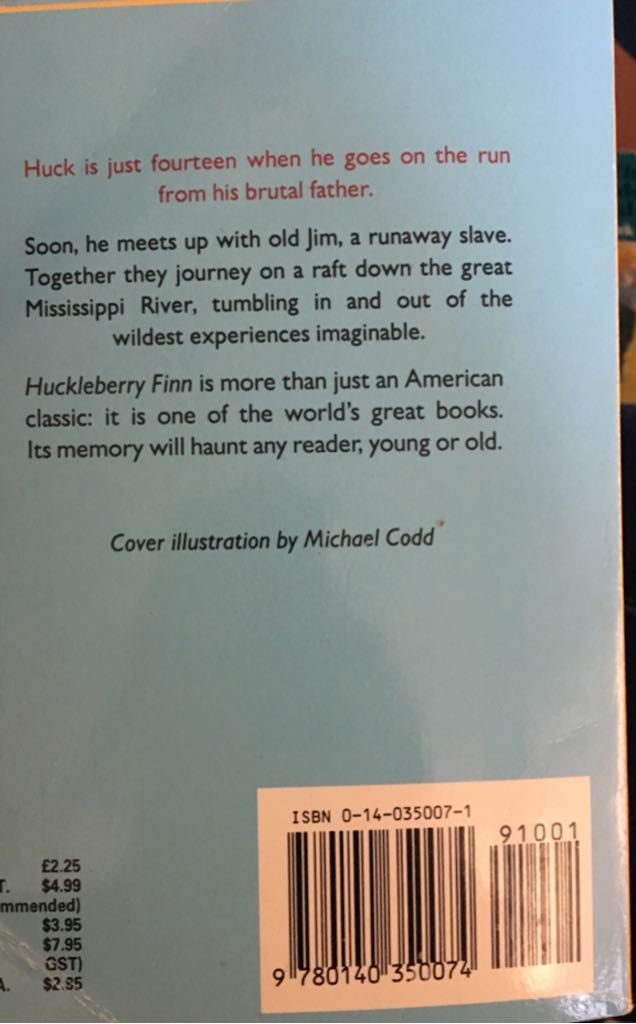 Huck is just fourteen when he goes on the run
from his brutal father.
Soon, he meets up with old Jim, a runaway slave.
Together they journey on a raft down the great
Mississippi River, tumbling in and out of the
wildest experiences imaginable.
Huckleberry Finn is more than just an American
classic: it is one of the world's great books.
Its memory will haunt any reader, young or old.
Cover illustration by Michael Codd
ISBN 0-14-035007-1
91001
9 780140 350074
£2.25
T. $4.99
mmended)
$3.95
$7.95
GST)
A. $2.95